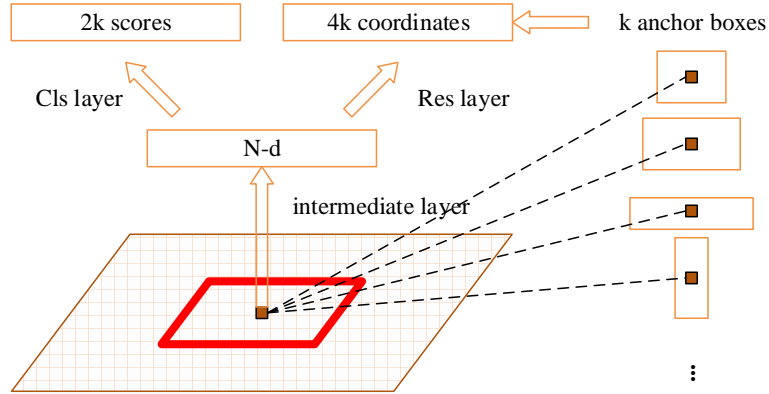 2k scores
4k coordinates
k anchor boxes
Cls layer
Res layer
N-d
intermediate layer